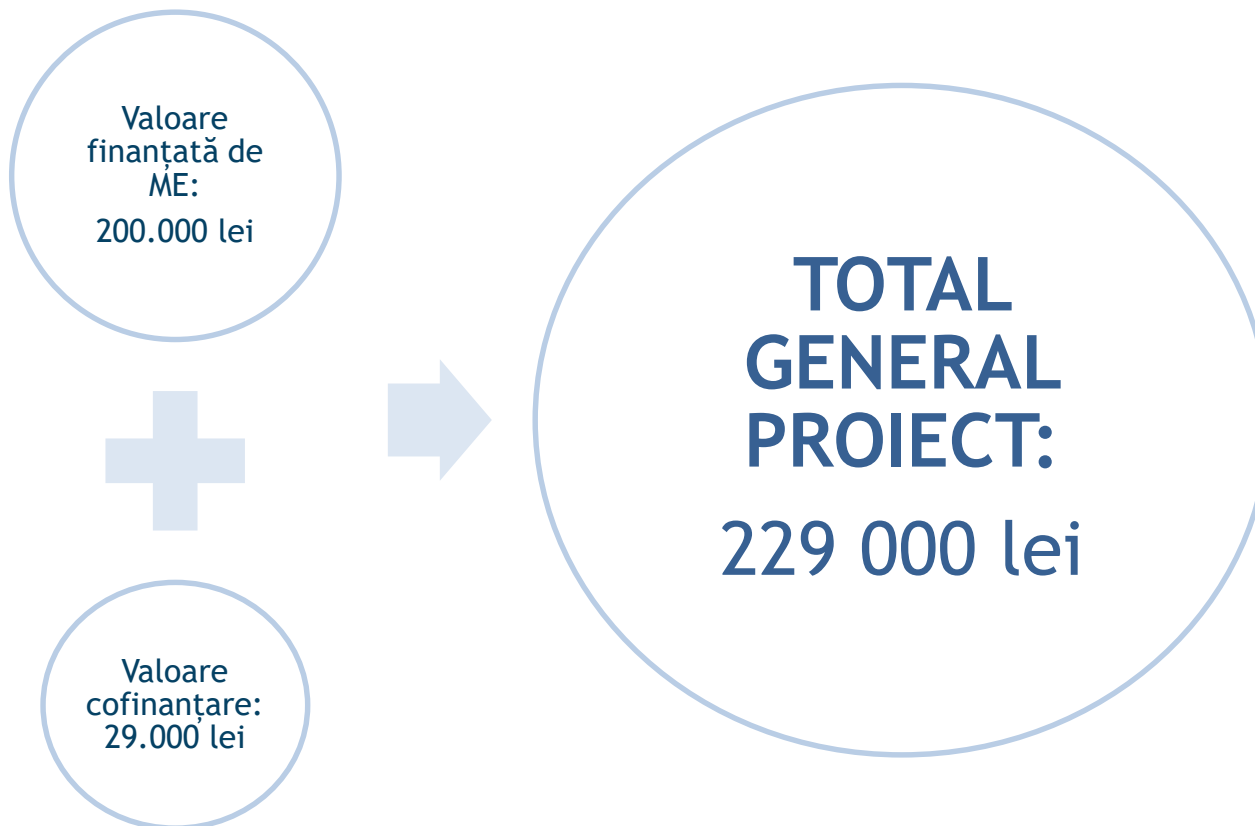 Valoare
finanțată de
ME:
200.000 lei
Valoare
cofinanțare:
29.000 lei
TOTAL
GENERAL
PROIECT:
229 000 lei